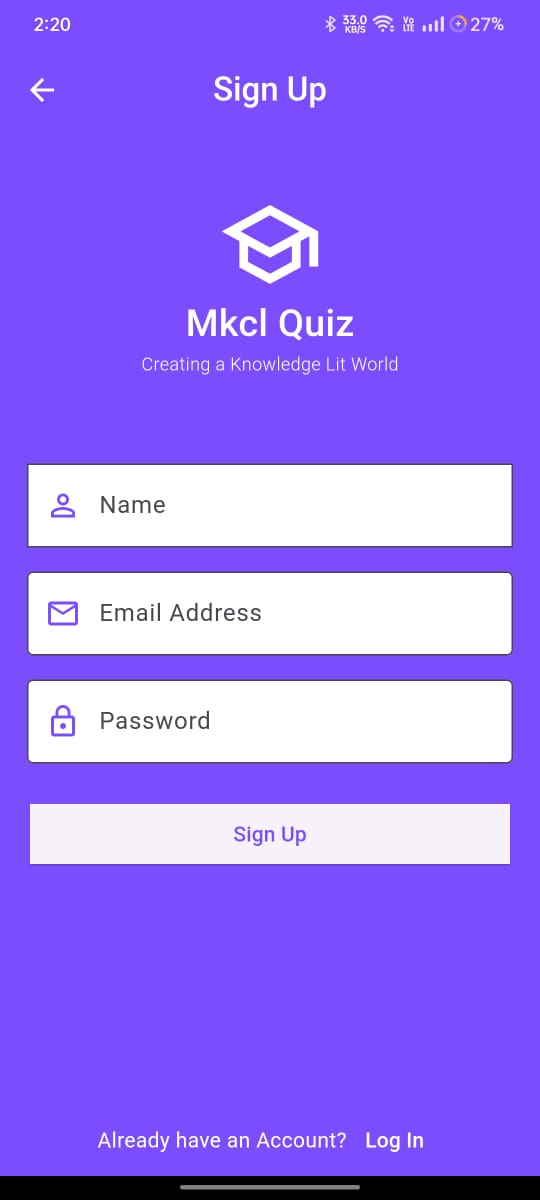 2:20 33.0 KB/S Vo LTE 27%
Sign Up
Mkcl Quiz
Creating a Knowledge Lit World
Name
Email Address
Password
Sign Up
Already have an Account? Log In